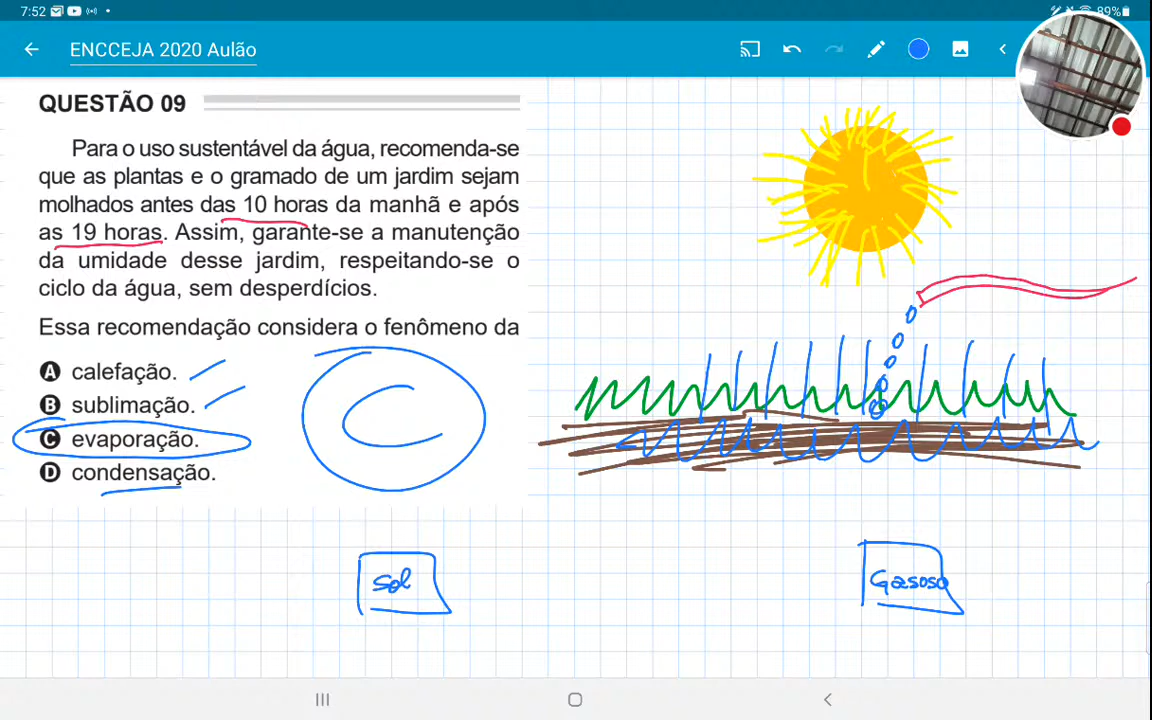 7:52
89%
ENCCEJA 2020 Aulão
QUESTÃO 09
Para o uso sustentável da água, recomenda-se
que as plantas e o gramado de um jardim sejam
molhados antes das 10 horas da manhã e após
as 19 horas. Assim, garante-se a manutenção
da umidade desse jardim, respeitando-se o
ciclo da água, sem desperdícios.
Essa recomendação considera o fenômeno da
A calefação.
B sublimação.
C evaporação.
D condensação.
C
Sol
Gasoso